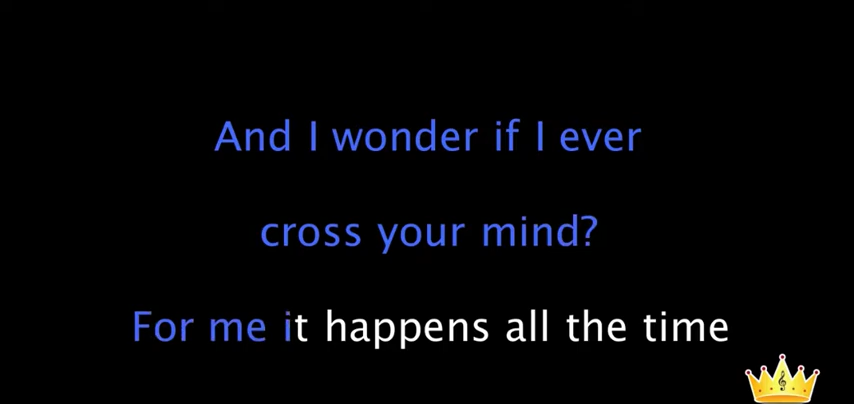 And I wonder if I ever
cross your mind?
For me it happens all the time